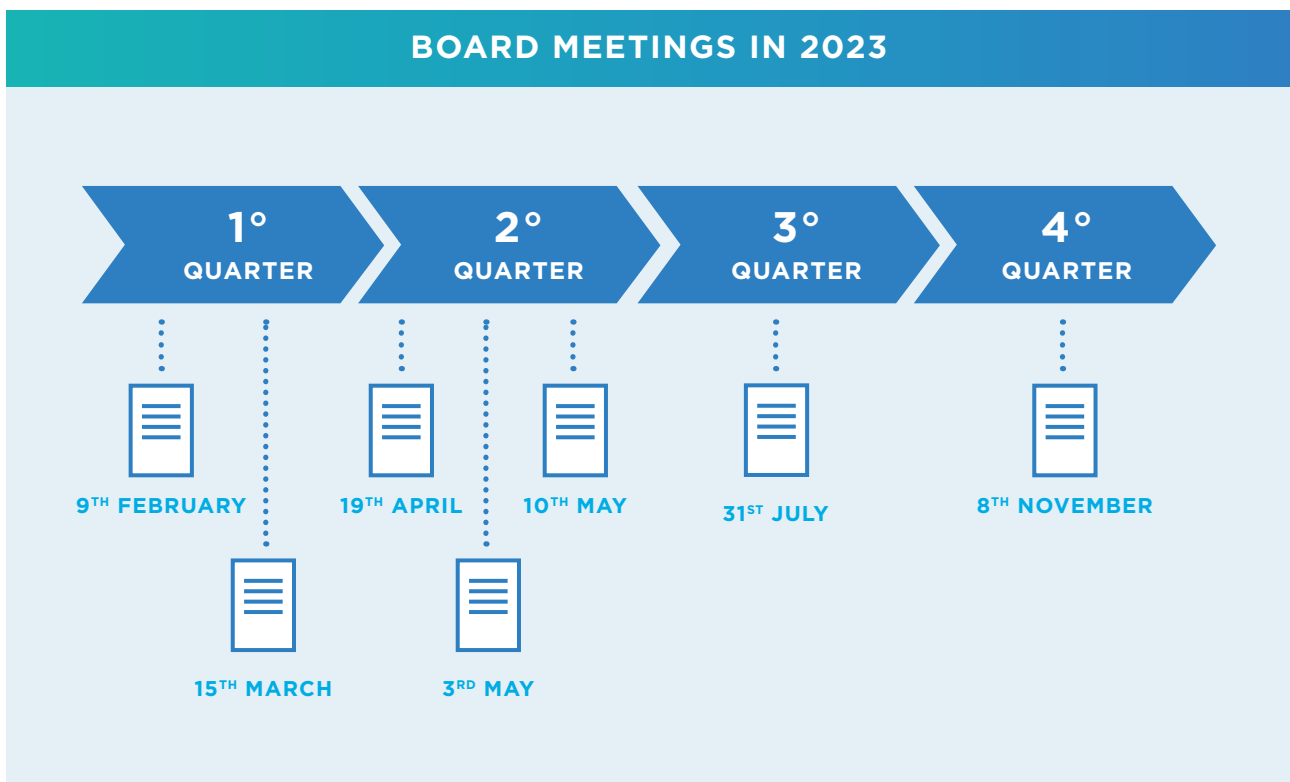 BOARD MEETINGS IN 2023
1°
QUARTER
2°
QUARTER
3°
QUARTER
4°
QUARTER
9TH FEBRUARY
19TH APRIL
10TH MAY
31ST JULY
8TH NOVEMBER
15TH MARCH
3RD MAY